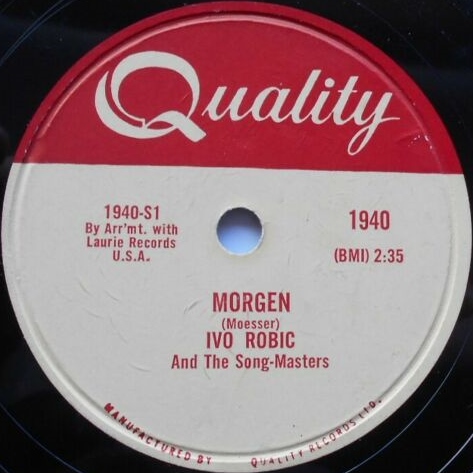 Quality
1940-S1
By Arr'mt. with
Laurie Records
U.S.A.
1940
(BMI) 2:35
MORGEN
(Moesser)
IVO ROBIC
And The Song-Masters
MANUFACTURED BY QUALITY RECORDS LTD.